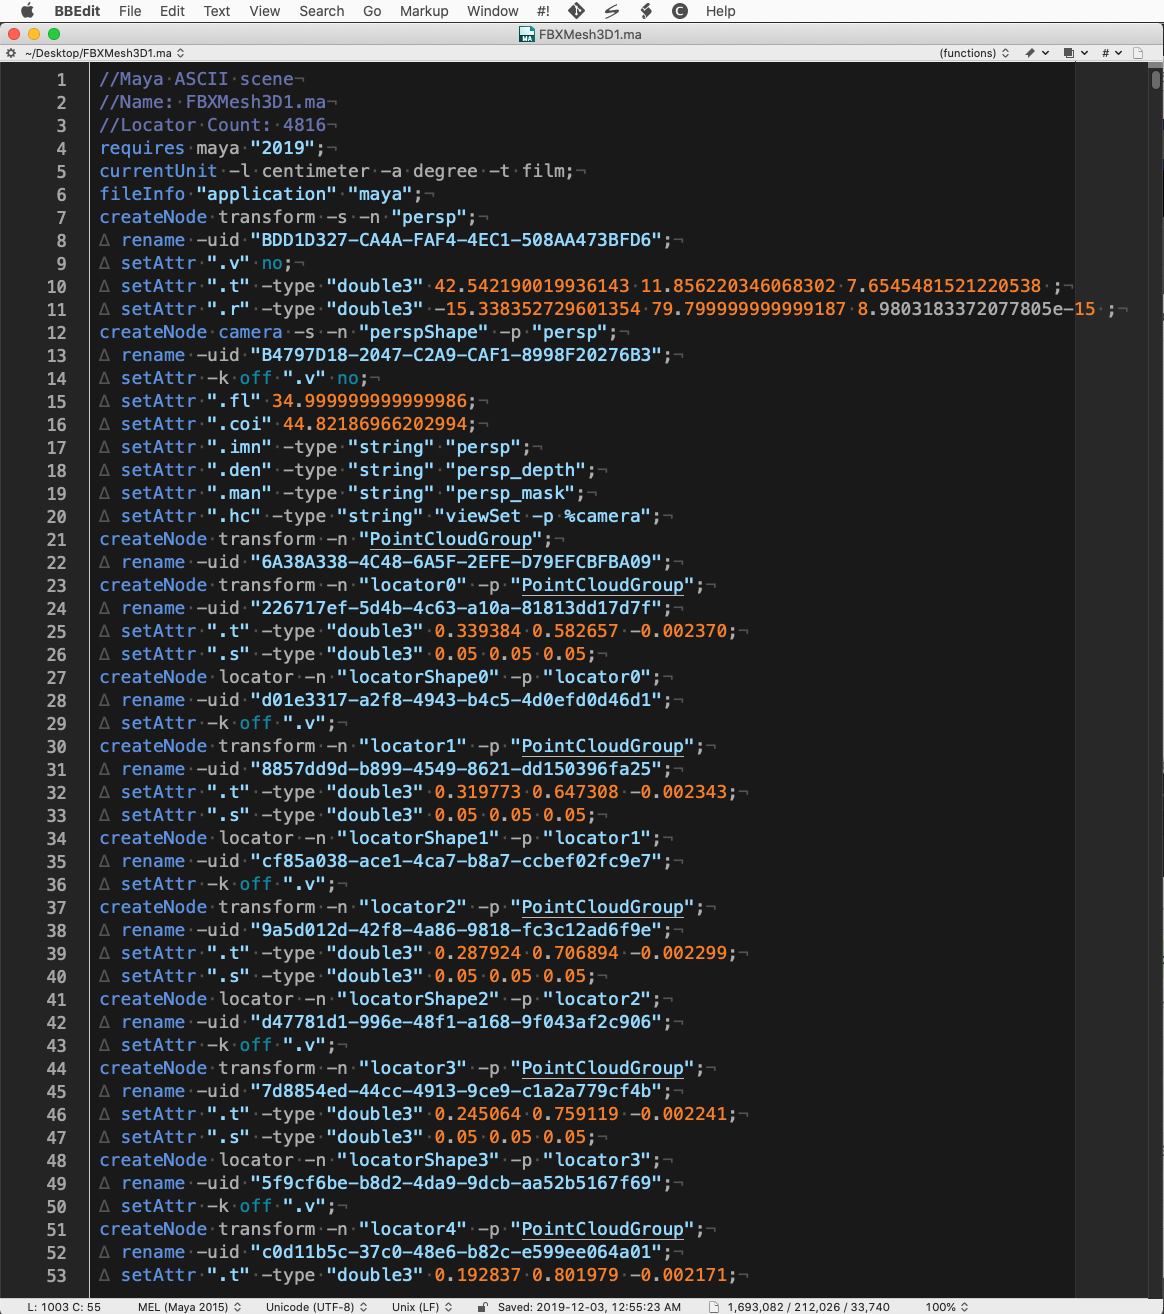 BBEdit File Edit Text View Search Go Markup Window #! Help
FBXMesh3D1.ma
~/Desktop/FBXMesh3D1.ma (functions) #
1 //Maya ASCII scene
2 //Name: FBXMesh3D1.ma
3 //Locator Count: 4816
4 requires maya "2019";
5 currentUnit -l centimeter -a degree -t film;
6 fileInfo "application" "maya";
7 createNode transform -s -n "persp";
8 rename -uid "BDD1D327-CA4A-FAF4-4EC1-508AA473BFD6";
9 setAttr ".v" no;
10 setAttr ".t" -type "double3" 42.542190019936143 11.856220346068302 7.6545481521220538 ;
11 setAttr ".r" -type "double3" -15.338352729601354 79.799999999999187 8.9803183372077805e-15 ;
12 createNode camera -s -n "perspShape" -p "persp";
13 rename -uid "B4797D18-2047-C2A9-CAF1-8998F20276B3";
14 setAttr -k off ".v" no;
15 setAttr ".fl" 34.999999999999986;
16 setAttr ".coi" 44.82186966202994;
17 setAttr ".imn" -type "string" "persp";
18 setAttr ".den" -type "string" "persp_depth";
19 setAttr ".man" -type "string" "persp_mask";
20 setAttr ".hc" -type "string" "viewSet -p %camera";
21 createNode transform -n "PointCloudGroup";
22 rename -uid "6A38A338-4C48-6A5F-2EFE-D79EFCBFBA09";
23 createNode transform -n "locator0" -p "PointCloudGroup";
24 rename -uid "226717ef-5d4b-4c63-a10a-81813dd17d7f";
25 setAttr ".t" -type "double3" 0.339384 0.582657 -0.002370;
26 setAttr ".s" -type "double3" 0.05 0.05 0.05;
27 createNode locator -n "locatorShape0" -p "locator0";
28 rename -uid "d01e3317-a2f8-4943-b4c5-4d0efd0d46d1";
29 setAttr -k off ".v";
30 createNode transform -n "locator1" -p "PointCloudGroup";
31 rename -uid "8857dd9d-b899-4549-8621-dd150396fa25";
32 setAttr ".t" -type "double3" 0.319773 0.647308 -0.002343;
33 setAttr ".s" -type "double3" 0.05 0.05 0.05;
34 createNode locator -n "locatorShape1" -p "locator1";
35 rename -uid "cf85a038-ace1-4ca7-b8a7-ccbef02fc9e7";
36 setAttr -k off ".v";
37 createNode transform -n "locator2" -p "PointCloudGroup";
38 rename -uid "9a5d012d-42f8-4a86-9818-fc3c12ad6f9e";
39 setAttr ".t" -type "double3" 0.287924 0.706894 -0.002299;
40 setAttr ".s" -type "double3" 0.05 0.05 0.05;
41 createNode locator -n "locatorShape2" -p "locator2";
42 rename -uid "d47781d1-996e-48f1-a168-9f043af2c906";
43 setAttr -k off ".v";
44 createNode transform -n "locator3" -p "PointCloudGroup";
45 rename -uid "7d8854ed-44cc-4913-9ce9-c1a2a779cf4b";
46 setAttr ".t" -type "double3" 0.245064 0.759119 -0.002241;
47 setAttr ".s" -type "double3" 0.05 0.05 0.05;
48 createNode locator -n "locatorShape3" -p "locator3";
49 rename -uid "5f9cf6be-b8d2-4da9-9dcb-aa52b5167f69";
50 setAttr -k off ".v";
51 createNode transform -n "locator4" -p "PointCloudGroup";
52 rename -uid "c0d11b5c-37c0-48e6-b82c-e599ee064a01";
53 setAttr ".t" -type "double3" 0.192837 0.801979 -0.002171;
L: 1003 C: 55 MEL (Maya 2015) Unicode (UTF-8) Unix (LF) Saved: 2019-12-03, 12:55:23 AM 1,693,082 / 212,026 / 33,740 100%